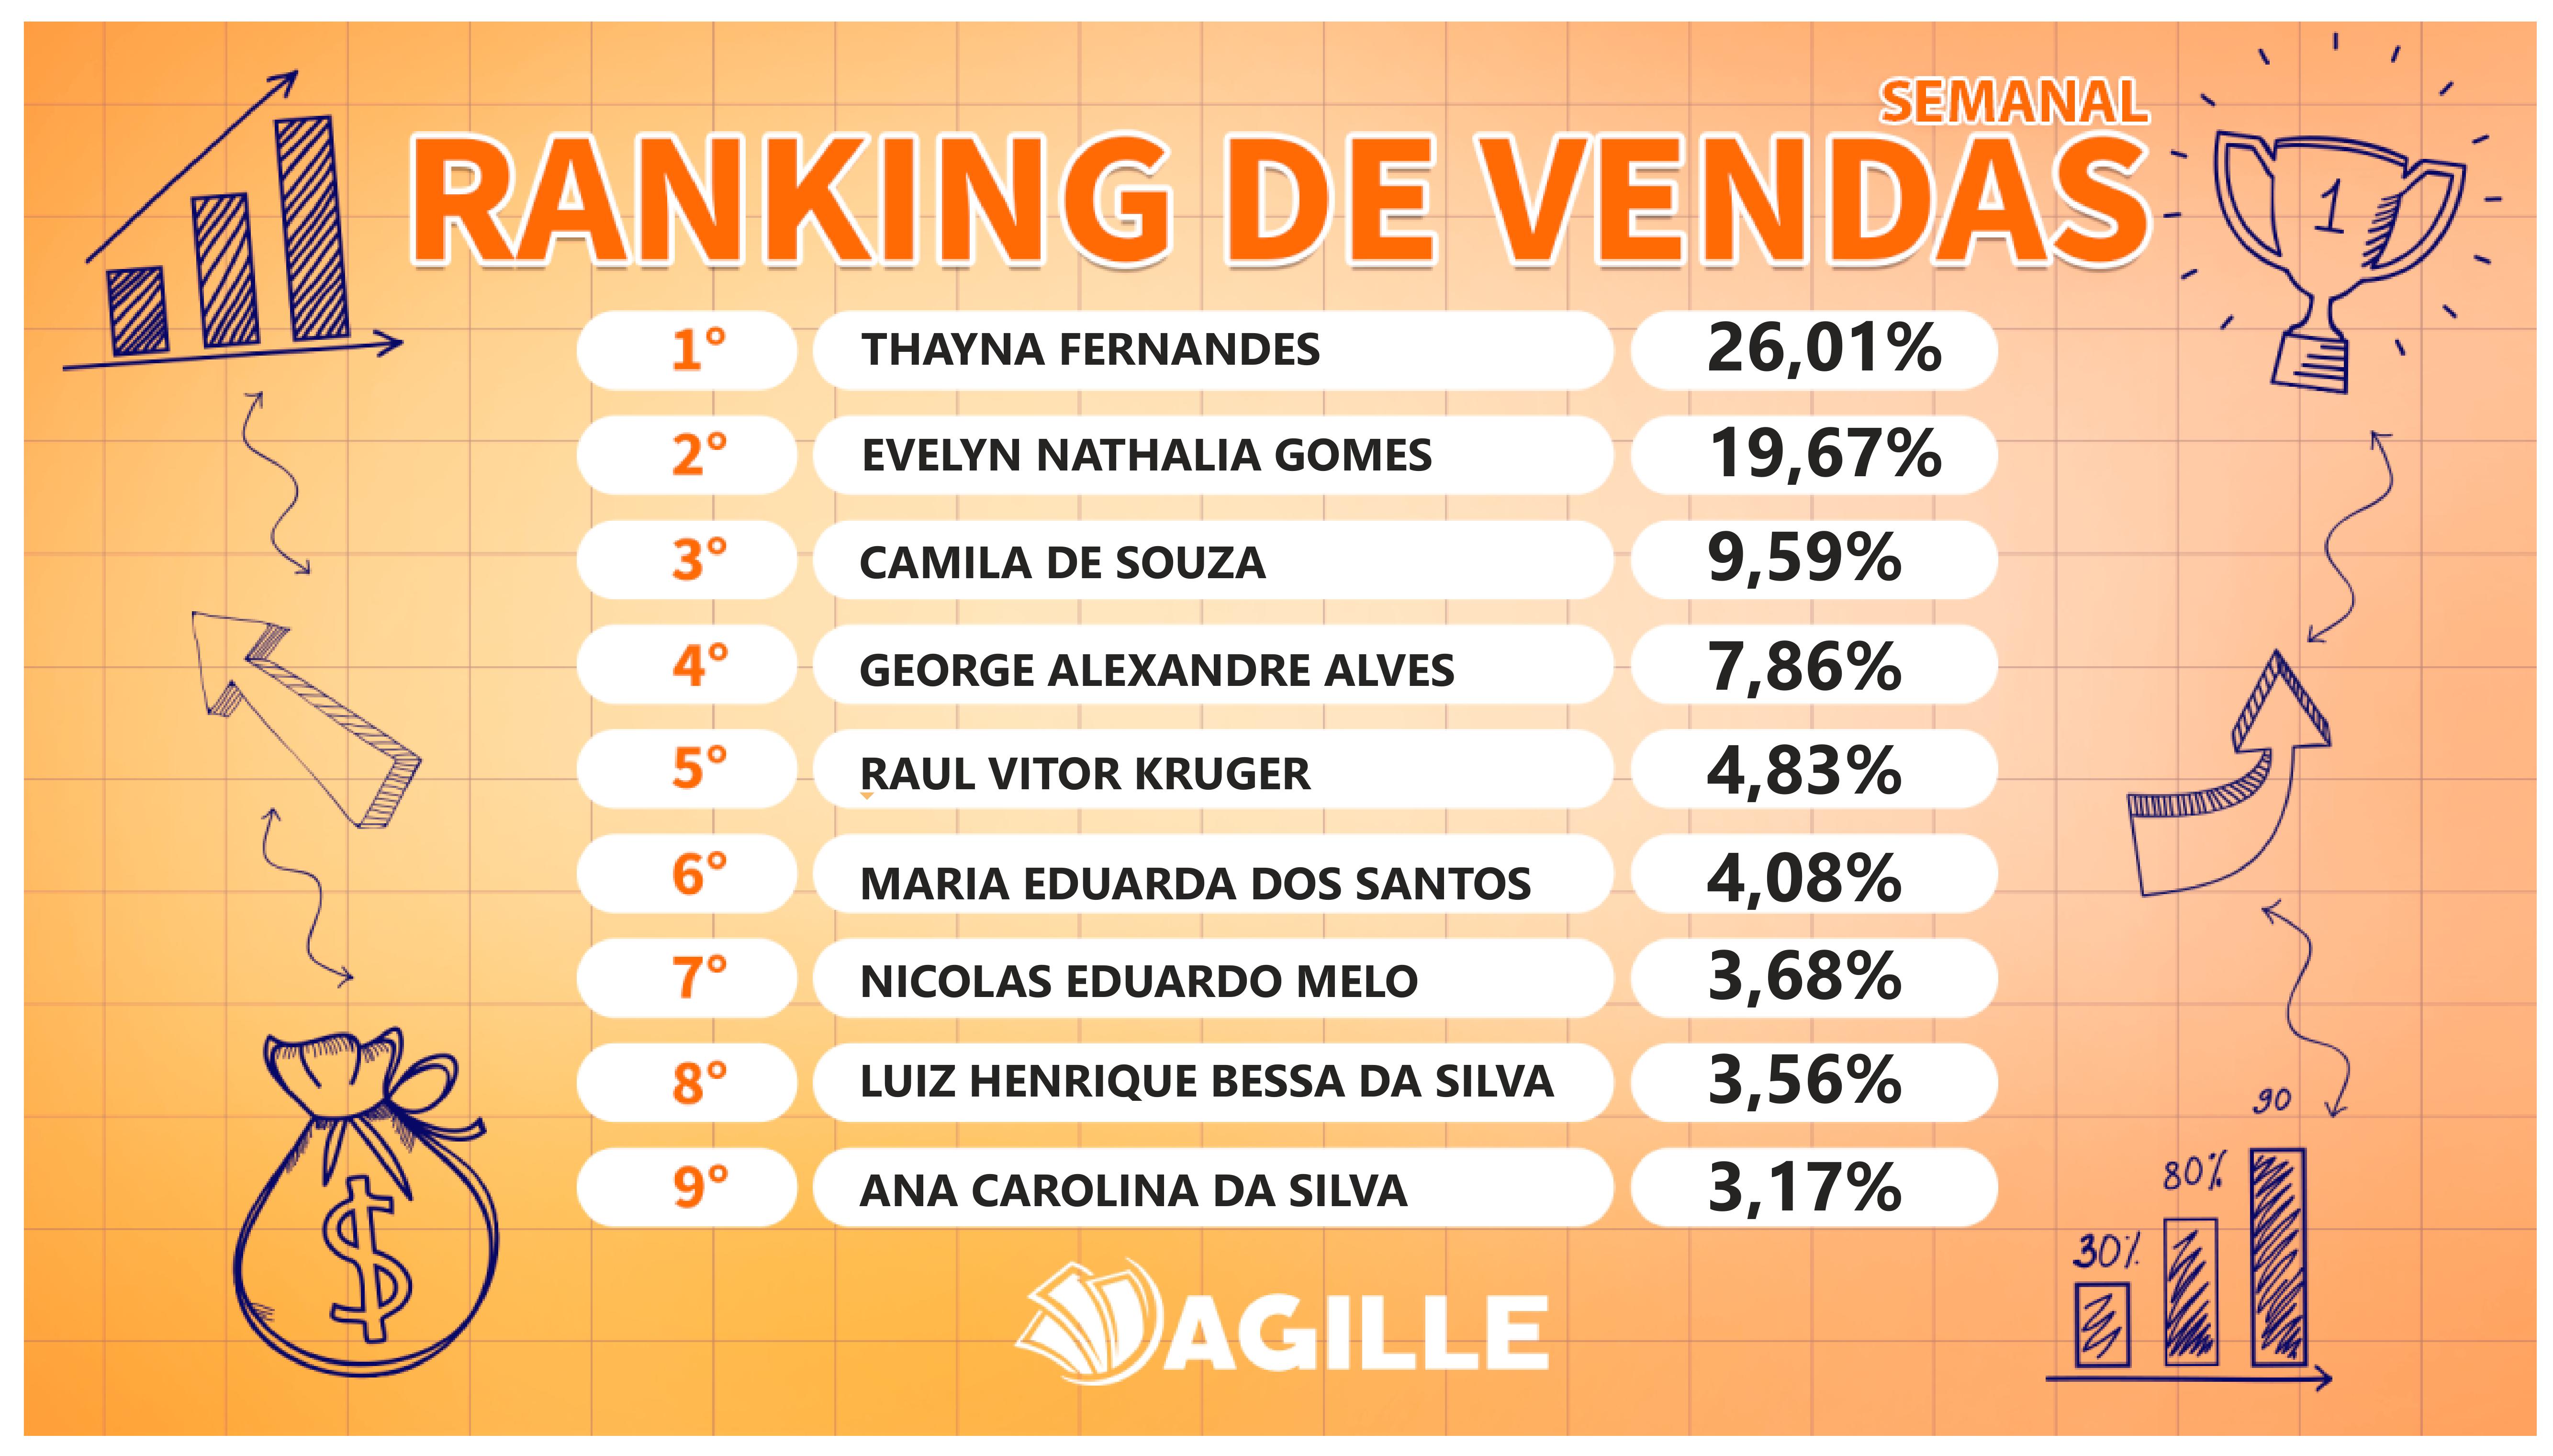 SEMANAL
RANKING DE VENDAS
1
1° THAYNA FERNANDES 26,01%
2° EVELYN NATHALIA GOMES 19,67%
3° CAMILA DE SOUZA 9,59%
4° GEORGE ALEXANDRE ALVES 7,86%
5° RAUL VITOR KRUGER 4,83%
6° MARIA EDUARDA DOS SANTOS 4,08%
7° NICOLAS EDUARDO MELO 3,68%
8° LUIZ HENRIQUE BESSA DA SILVA 3,56%
9° ANA CAROLINA DA SILVA 3,17%
$
30%
80%
90
AGILLE